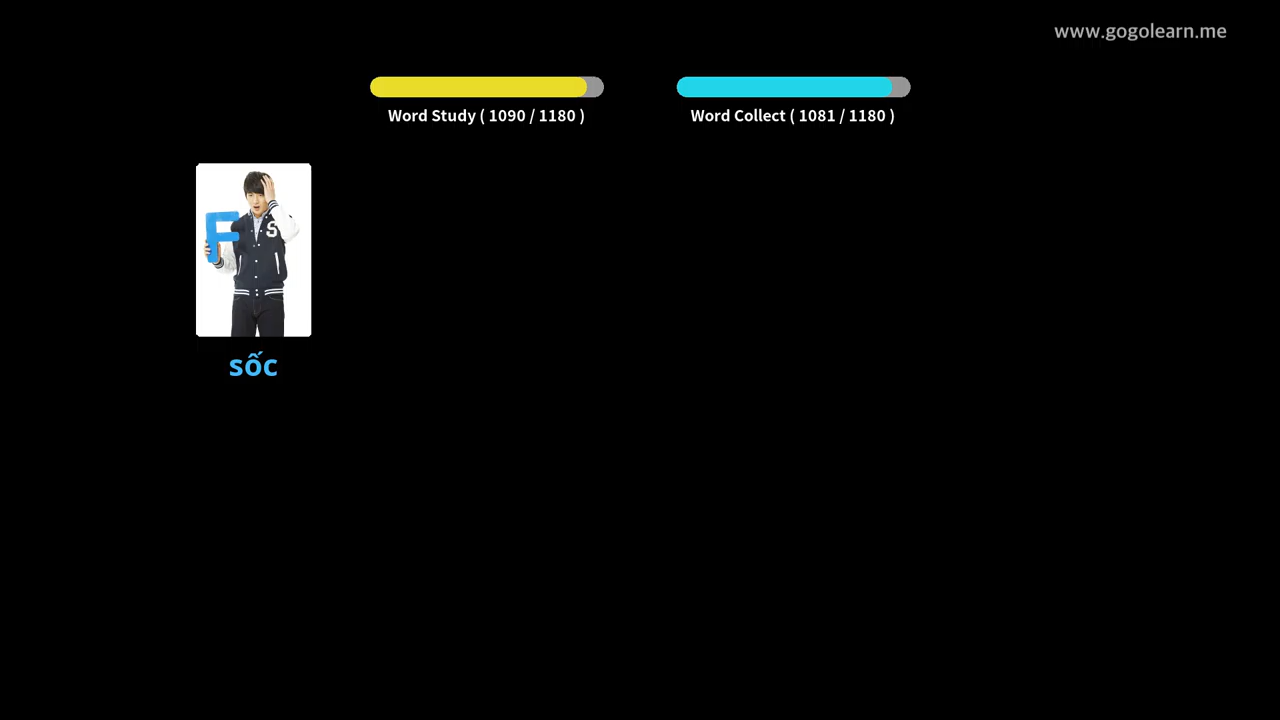 www.gogolearn.me
Word Study ( 1090 / 1180 )
Word Collect ( 1081 / 1180 )
F
S
sốc